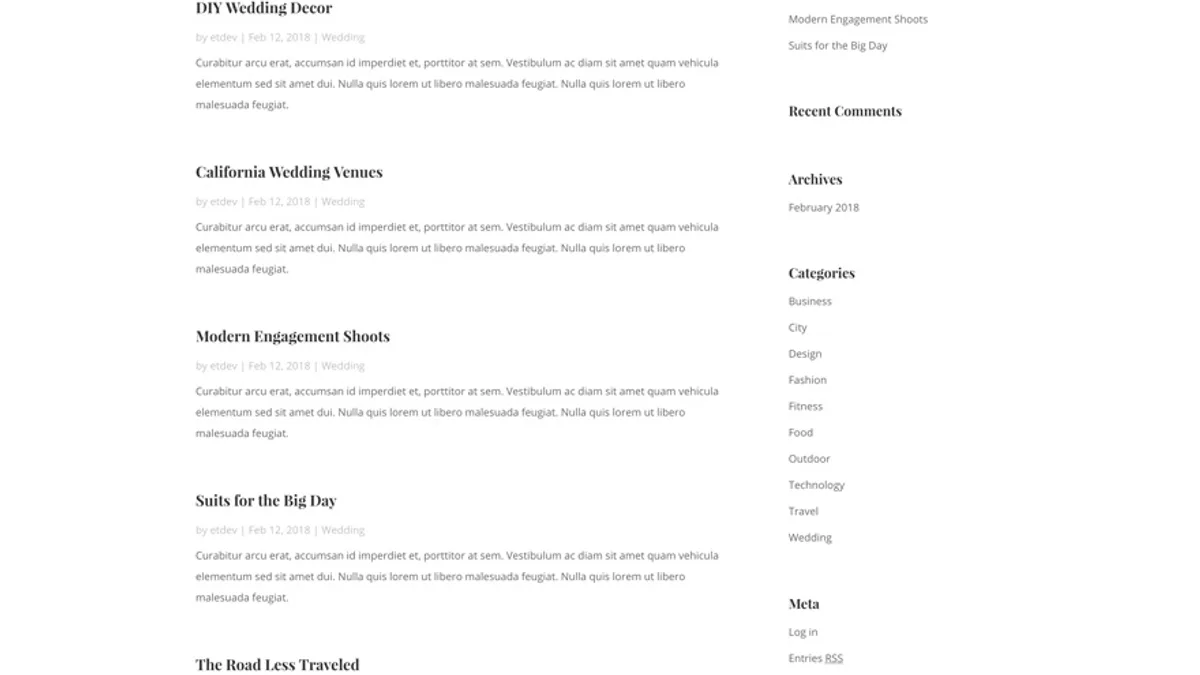 DIY Wedding Decor
by etdev | Feb 12, 2018 | Wedding
Curabitur arcu erat, accumsan id imperdiet et, porttitor at sem. Vestibulum ac diam sit amet quam vehicula
elementum sed sit amet dui. Nulla quis lorem ut libero malesuada feugiat. Nulla quis lorem ut libero
malesuada feugiat.
California Wedding Venues
by etdev | Feb 12, 2018 | Wedding
Curabitur arcu erat, accumsan id imperdiet et, porttitor at sem. Vestibulum ac diam sit amet quam vehicula
elementum sed sit amet dui. Nulla quis lorem ut libero malesuada feugiat. Nulla quis lorem ut libero
malesuada feugiat.
Modern Engagement Shoots
by etdev | Feb 12, 2018 | Wedding
Curabitur arcu erat, accumsan id imperdiet et, porttitor at sem. Vestibulum ac diam sit amet quam vehicula
elementum sed sit amet dui. Nulla quis lorem ut libero malesuada feugiat. Nulla quis lorem ut libero
malesuada feugiat.
Suits for the Big Day
by etdev | Feb 12, 2018 | Wedding
Curabitur arcu erat, accumsan id imperdiet et, porttitor at sem. Vestibulum ac diam sit amet quam vehicula
elementum sed sit amet dui. Nulla quis lorem ut libero malesuada feugiat. Nulla quis lorem ut libero
malesuada feugiat.
The Road Less Traveled
Modern Engagement Shoots
Suits for the Big Day
Recent Comments
Archives
February 2018
Categories
Business
City
Design
Fashion
Fitness
Food
Outdoor
Technology
Travel
Wedding
Meta
Log in
Entries RSS